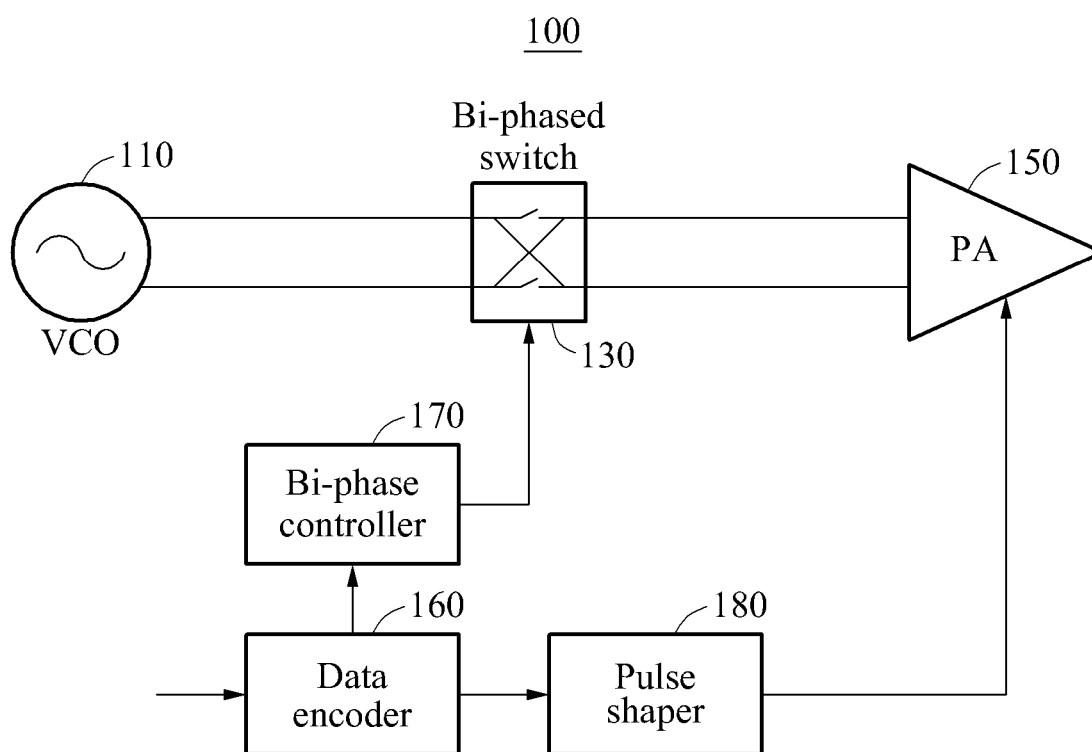 100
Bi-phased
switch
110
150
PA
VCO
130
170
Bi-phase
controller
160
180
Data
encoder
Pulse
shaper